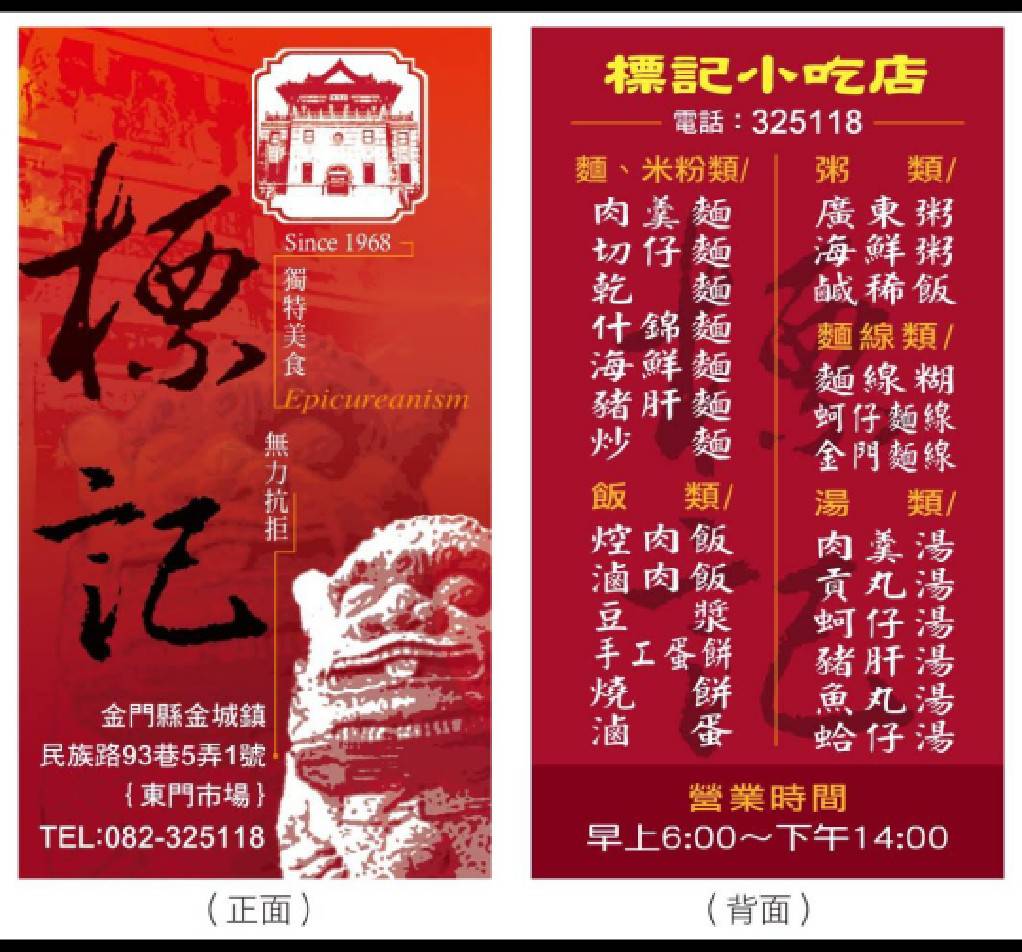 標記
Since 1968
獨特美食
Epicureanism
無力抗拒
金門縣金城鎮
民族路93巷5弄1號
{東門市場}
TEL:082-325118
（正面）
標記小吃店
電話：325118
麵、米粉類/
肉羹麵
切仔麵
乾麵
什錦麵
海鮮麵
豬肝麵
炒麵
飯類/
焢肉飯
滷肉飯
豆漿
手工蛋餅
燒餅
滷蛋
粥類/
廣東粥
海鮮粥
鹹稀飯
麵線類/
麵線糊
蚵仔麵線
金門麵線
湯類/
肉羹湯
貢丸湯
蚵仔湯
豬肝湯
魚丸湯
蛤仔湯
營業時間
早上6:00～下午14:00
（背面）